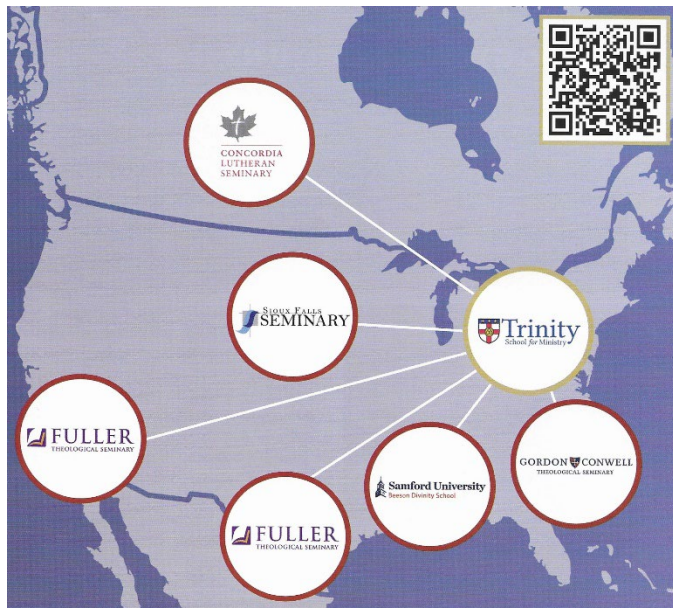 CONCORDIA
LUTHERAN
SEMINARY
SIOUX FALLS
SEMINARY
Trinity
School for Ministry
FULLER
THEOLOGICAL SEMINARY
Samford University
Beeson Divinity School
GORDON CONWELL
THEOLOGICAL SEMINARY
FULLER
THEOLOGICAL SEMINARY